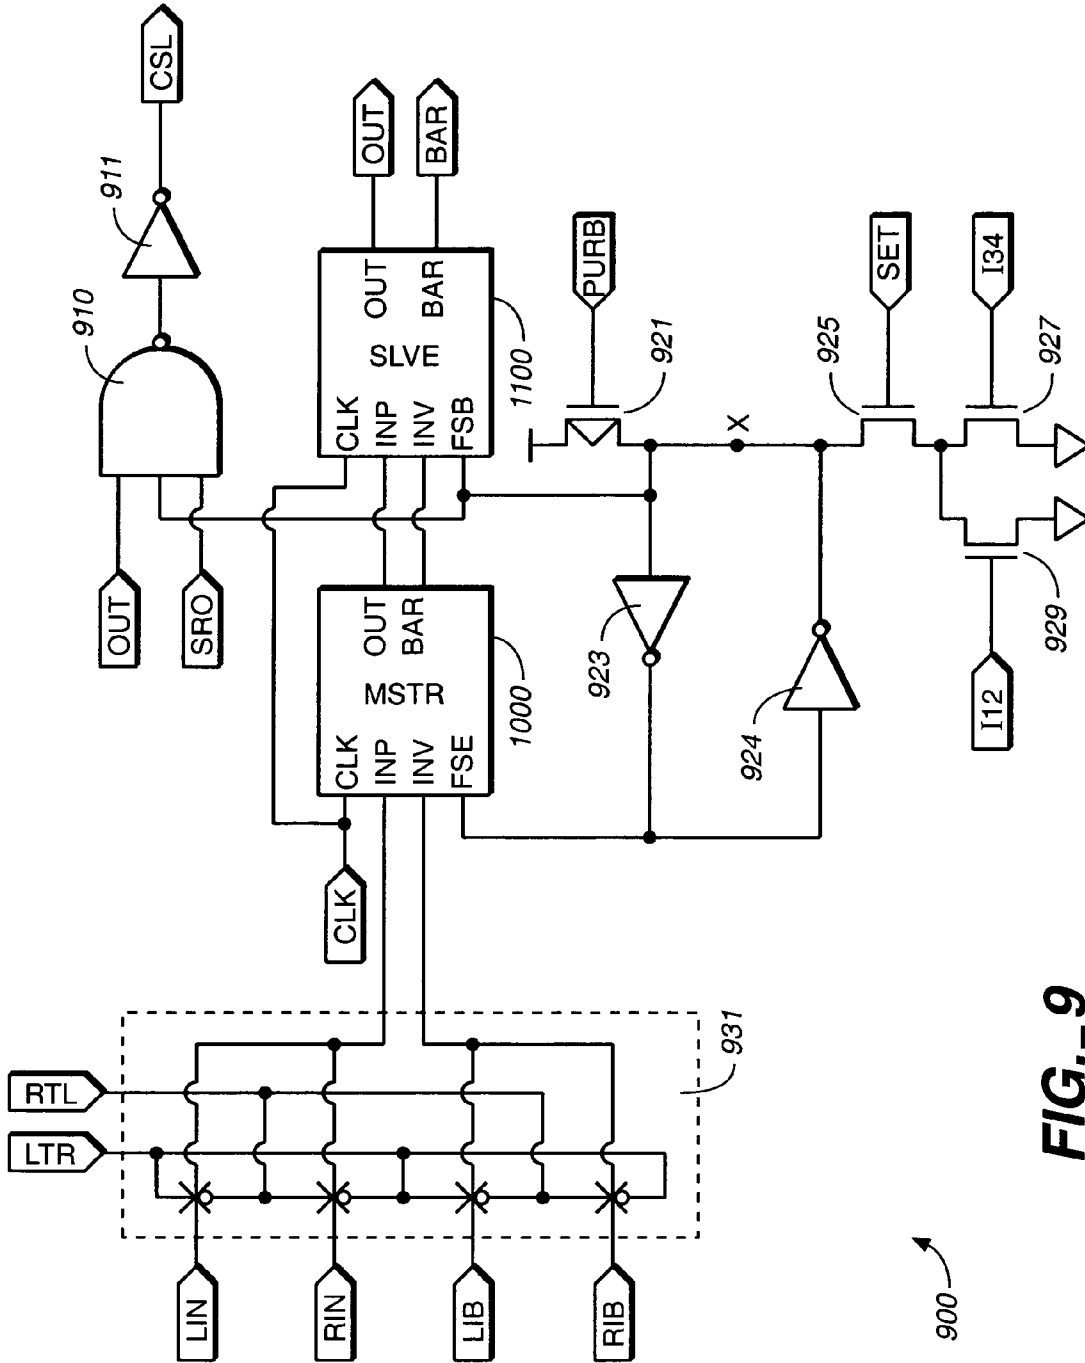 LIN
RIN
LIB
RIB
LTR
RTL
931
CLK
OUT
SRO
910
911
CSL
CLK
INP
INV
FSE
MSTR
OUT
BAR
1000
CLK
INP
INV
FSB
SLVE
OUT
BAR
1100
OUT
BAR
923
924
PURB
921
X
925
SET
I12
929
927
I34
900
FIG._9